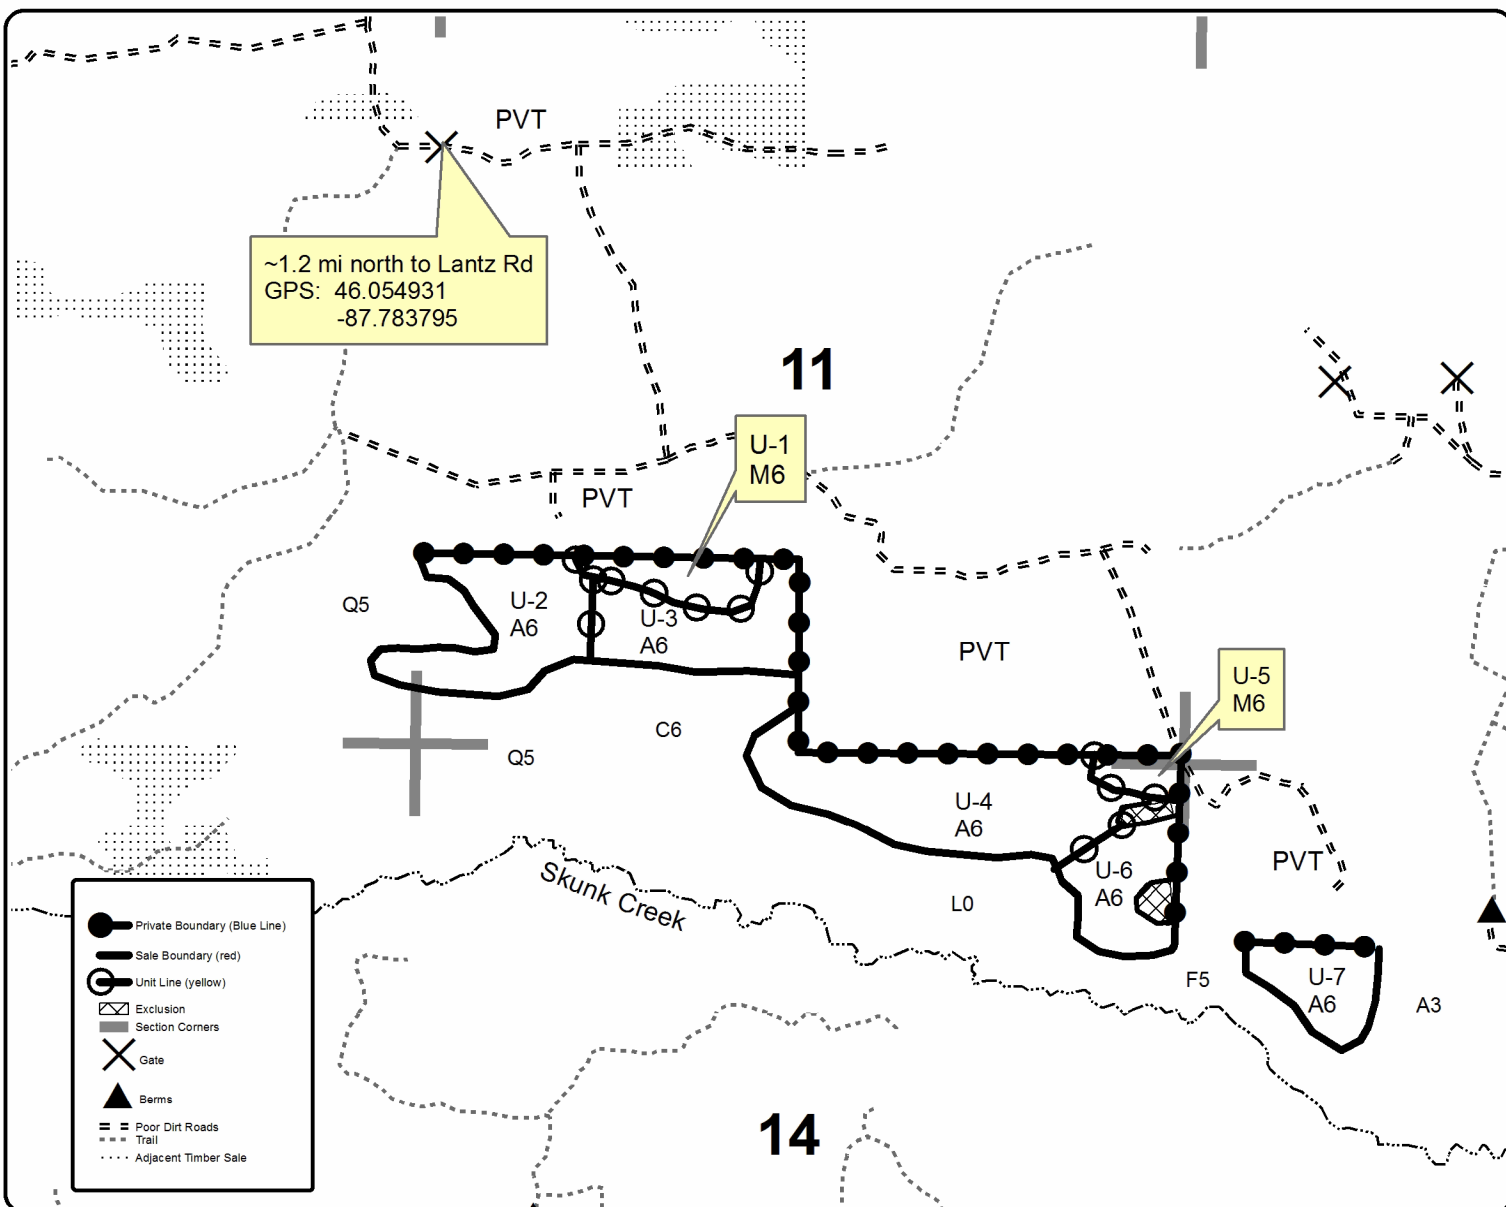 PVT
~1.2 mi north to Lantz Rd
GPS: 46.054931
-87.783795
11
U-1
M6
PVT
Q5
U-2
A6
U-3
A6
PVT
U-5
M6
C6
Q5
U-4
A6
U-6
A6
PVT
Skunk Creek
L0
F5
U-7
A6
A3
Private Boundary (Blue Line)
Sale Boundary (red)
Unit Line (yellow)
Exclusion
Section Corners
Gate
Berms
Poor Dirt Roads
Trail
Adjacent Timber Sale
14